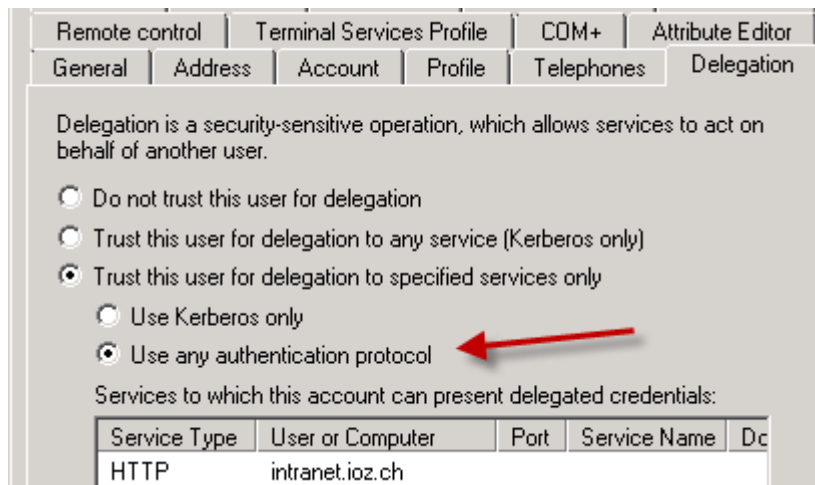 Remote control Terminal Services Profile COM+ Attribute Editor
General Address Account Profile Telephones Delegation
Delegation is a security-sensitive operation, which allows services to act on
behalf of another user.
Do not trust this user for delegation
Trust this user for delegation to any service (Kerberos only)
Trust this user for delegation to specified services only
Use Kerberos only
Use any authentication protocol
Services to which this account can present delegated credentials:
Service Type User or Computer Port Service Name Do
HTTP intranet.ioz.ch